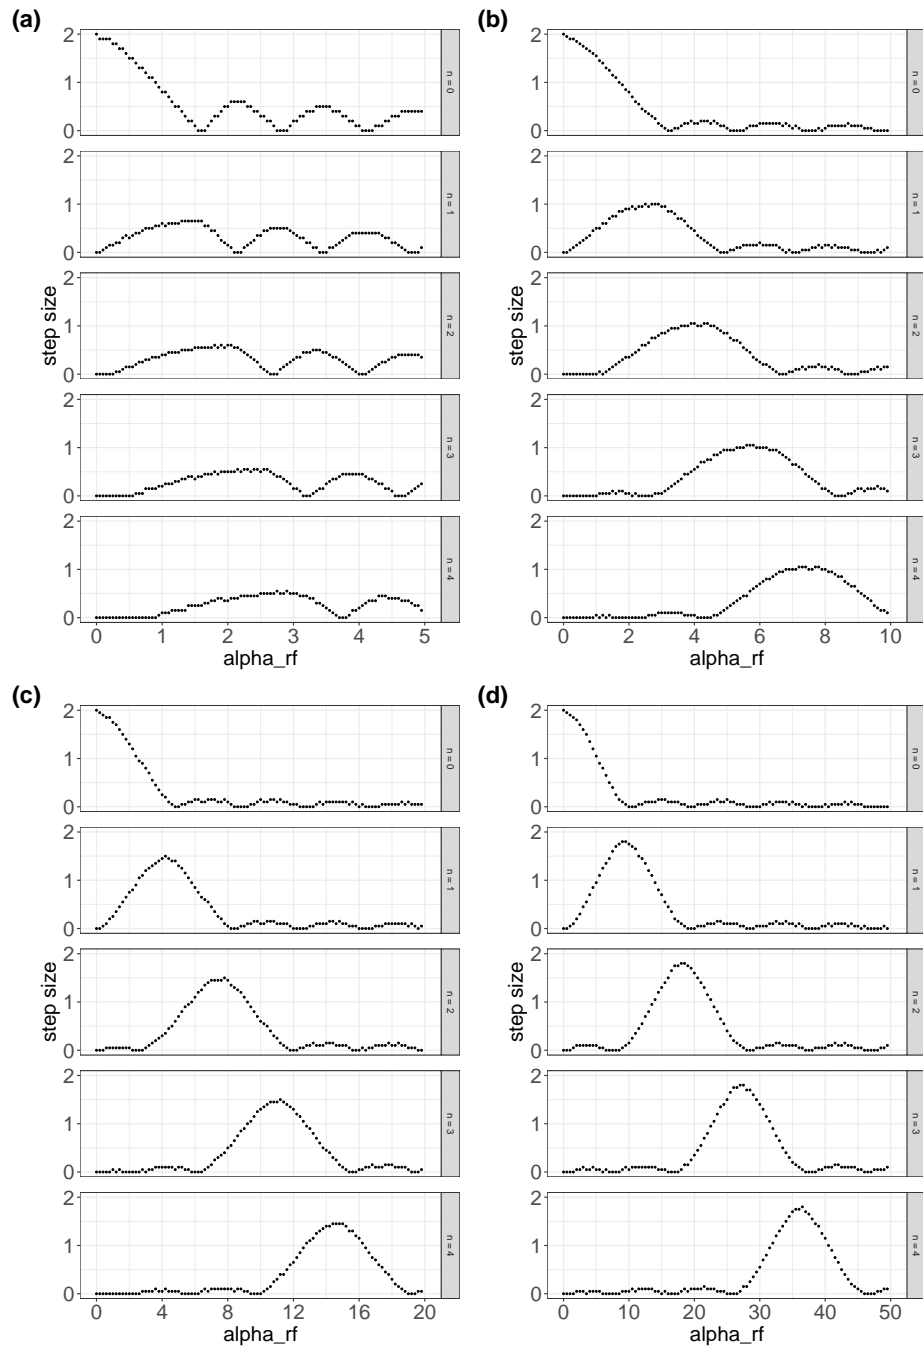 (a)
2
1
0
n = 0
2
1
0
n = 1
2
1
0
n = 2
2
1
0
n = 3
2
1
0
n = 4
0 1 2 3 4 5
alpha_rf
step size
(b)
2
1
0
n = 0
2
1
0
n = 1
2
1
0
n = 2
2
1
0
n = 3
2
1
0
n = 4
0 2 4 6 8 10
alpha_rf
step size
(c)
2
1
0
n = 0
2
1
0
n = 1
2
1
0
n = 2
2
1
0
n = 3
2
1
0
n = 4
0 4 8 12 16 20
alpha_rf
step size
(d)
2
1
0
n = 0
2
1
0
n = 1
2
1
0
n = 2
2
1
0
n = 3
2
1
0
n = 4
0 10 20 30 40 50
alpha_rf
step size